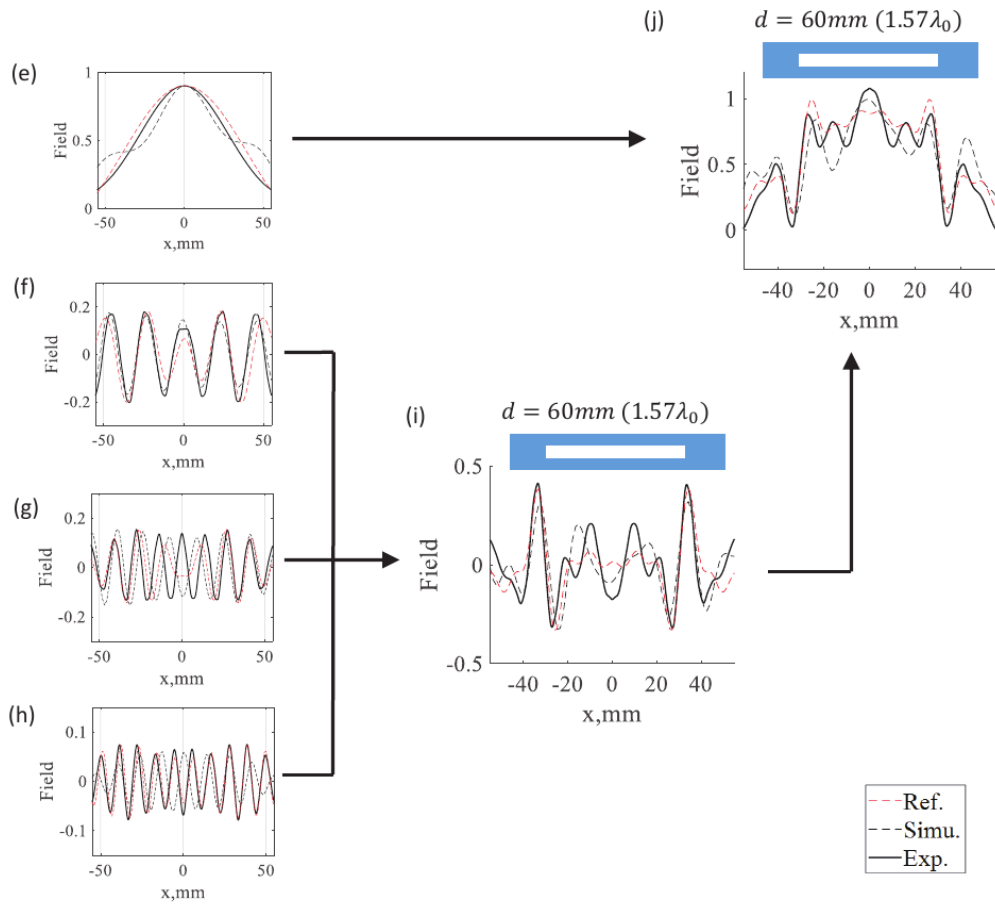 (e)
1
0.5
0
Field
-50 0 50
x,mm
(f)
0.2
0
-0.2
Field
-50 0 50
x,mm
(g)
0.2
0
-0.2
Field
-50 0 50
x,mm
(h)
0.1
0
-0.1
Field
-50 0 50
x,mm
(i)
d = 60mm (1.57λ₀)
0.5
0
-0.5
Field
-40 -20 0 20 40
x,mm
(j)
d = 60mm (1.57λ₀)
1
0.5
0
Field
-40 -20 0 20 40
x,mm
Ref.
Simu.
Exp.